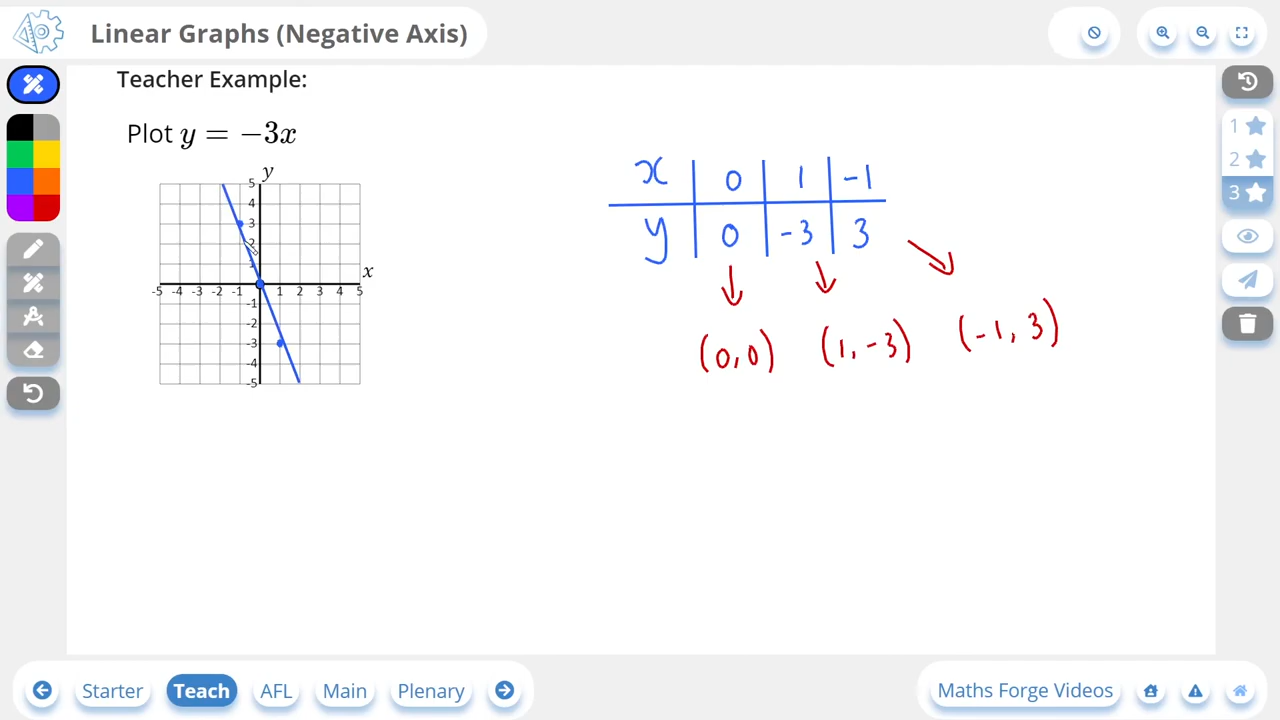 Linear Graphs (Negative Axis)
Teacher Example:
Plot y = −3x
y
5
4
3
2
1
x
-5 -4 -3 -2 -1 1 2 3 4 5
-1
-2
-3
-4
-5
x 0 1 -1
y 0 -3 3
(0,0) (1,-3) (-1,3)
1
2
3
Starter Teach AFL Main Plenary Maths Forge Videos